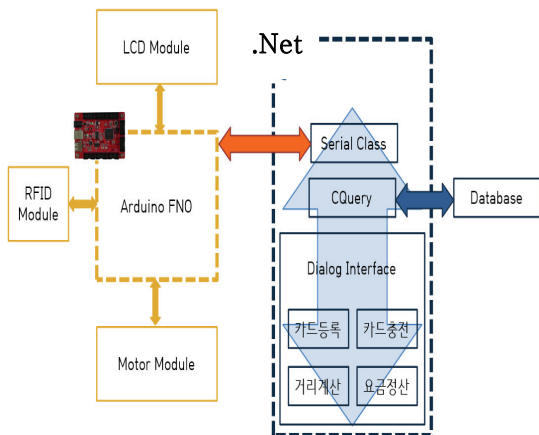 LCD Module
.Net
Serial Class
RFID
Module
Arduino FNO
CQuery
Database
Dialog Interface
카드등록
카드충전
Motor Module
거리계산
요금정산